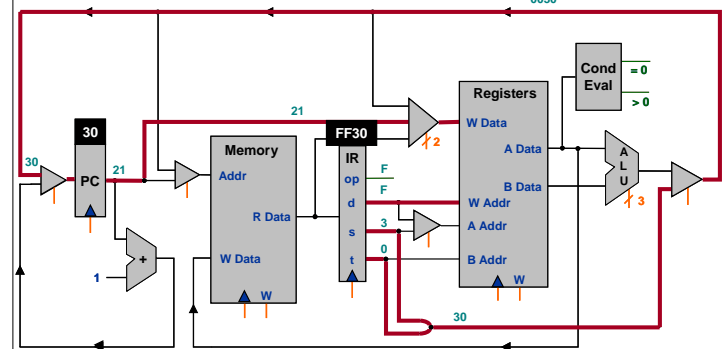 30
PC
30
21
1
+
Memory
Addr
R Data
W Data
W
21
FF30
IR
op
d
s
t
F
F
3
0
2
Registers
W Data
A Data
B Data
W Addr
A Addr
B Addr
W
Cond
Eval
= 0
> 0
A
L
U
3
30